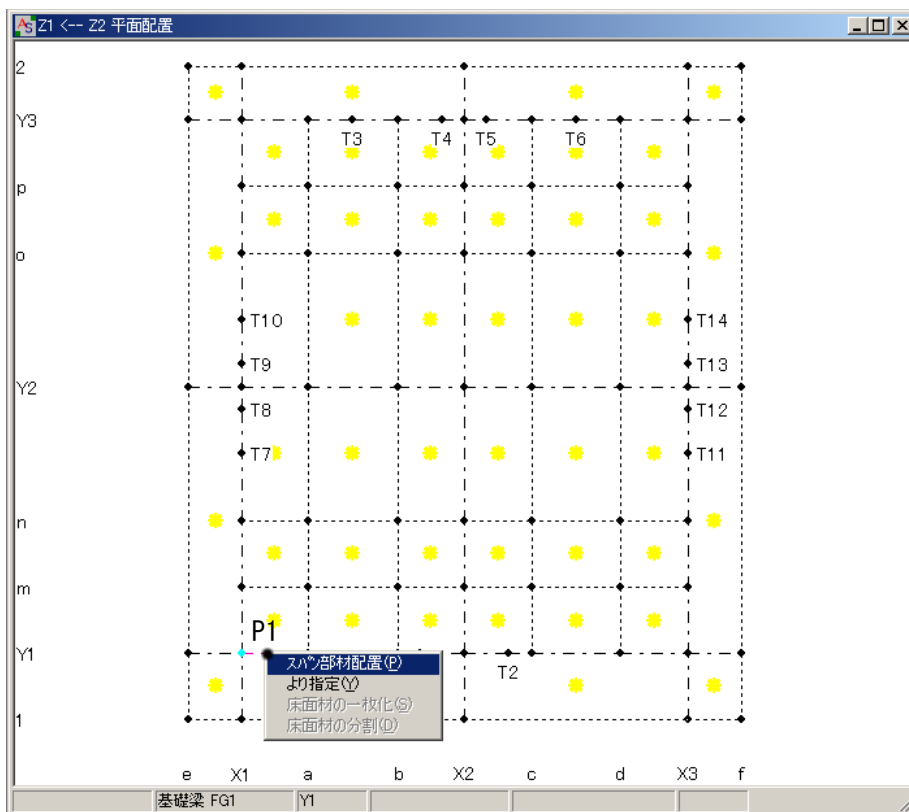 Z1 <-- Z2 平面配置
2
Y3
T3 T4 T5 T6
p
o
T10 T14
T9 T13
Y2
T8 T12
T7 T11
n
m
P1
Y1
T2
スパン部材配置(P)
より指定(Y)
床面材の一枚化(S)
床面材の分割(D)
1
e X1 a b X2 c d X3 f
基礎梁 FG1 Y1